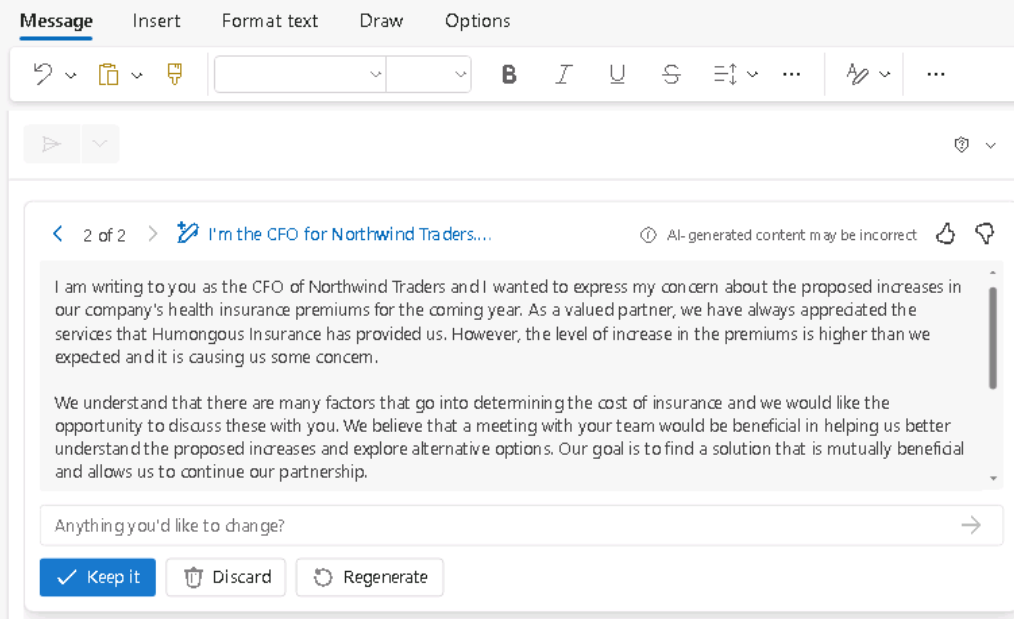 Message Insert Format text Draw Options
B I U S
2 of 2 I'm the CFO for Northwind Traders.... AI-generated content may be incorrect
I am writing to you as the CFO of Northwind Traders and I wanted to express my concern about the proposed increases in
our company's health insurance premiums for the coming year. As a valued partner, we have always appreciated the
services that Humongous Insurance has provided us. However, the level of increase in the premiums is higher than we
expected and it is causing us some concern.
We understand that there are many factors that go into determining the cost of insurance and we would like the
opportunity to discuss these with you. We believe that a meeting with your team would be beneficial in helping us better
understand the proposed increases and explore alternative options. Our goal is to find a solution that is mutually beneficial
and allows us to continue our partnership.
Anything you'd like to change?
Keep it Discard Regenerate